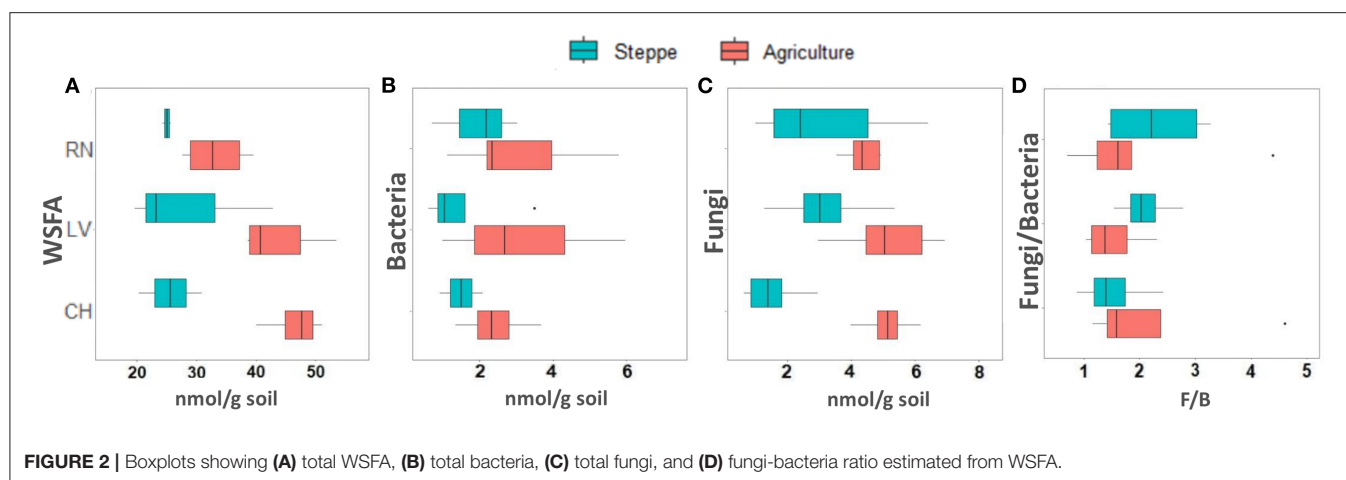 Steppe Agriculture
A B C D
RN
LV
CH
WSFA
Bacteria
Fungi
Fungi/Bacteria
20 30 40 50
2 4 6
2 4 6 8
1 2 3 4 5
nmol/g soil nmol/g soil nmol/g soil F/B
FIGURE 2 | Boxplots showing (A) total WSFA, (B) total bacteria, (C) total fungi, and (D) fungi-bacteria ratio estimated from WSFA.